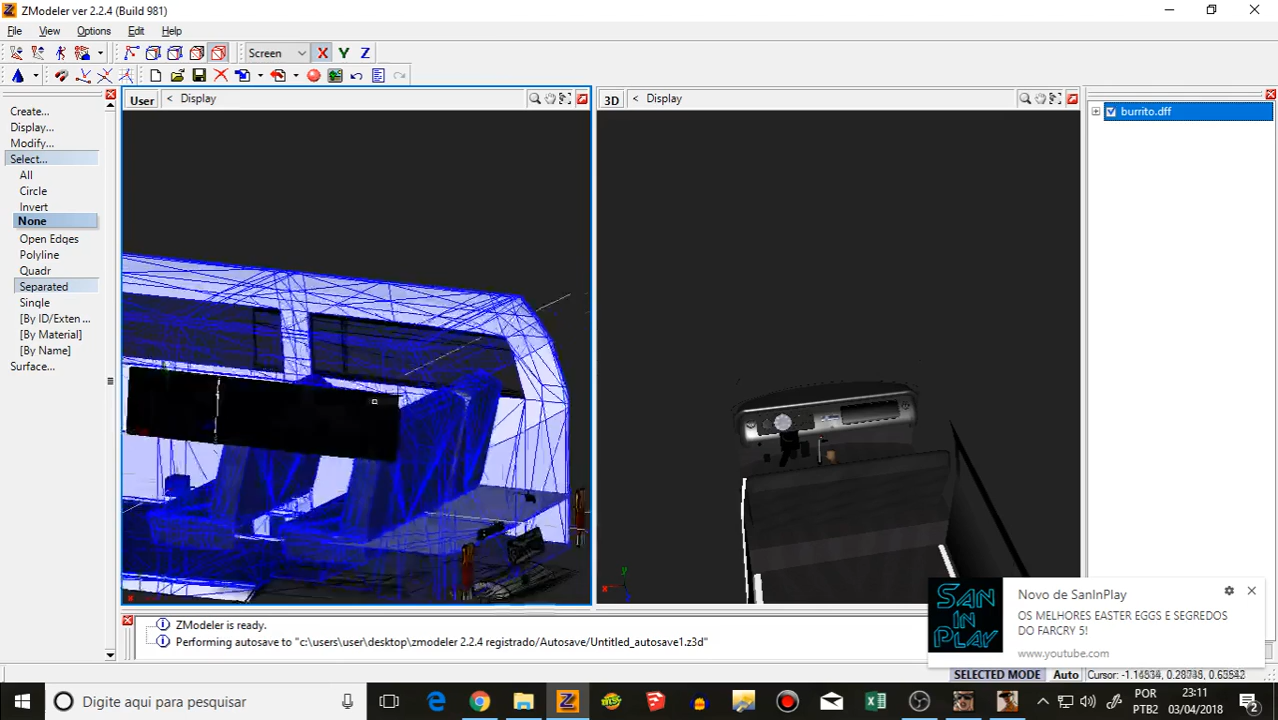 ZModeler ver 2.2.4 (Build 981)
File View Options Edit Help
Screen X Y Z
User < Display
3D < Display
burrito.dff
Create...
Display...
Modify...
Select...
All
Circle
Invert
None
Open Edges
Polyline
Quadr
Separated
Single
[By ID/Exten ...
[By Material]
[By Name]
Surface...
x
y
x
ZModeler is ready.
Performing autosave to "c:\users\user\desktop\zmodeler 2.2.4 registrado/Autosave/Untitled_autosave1.z3d"
SAN IN PLAY
Novo de SanInPlay
OS MELHORES EASTER EGGS E SEGREDOS
DO FARCRY 5!
www.youtube.com
SELECTED MODE Auto Cursor:
Digite aqui para pesquisar
POR
PTB2
23:11
03/04/2018
2